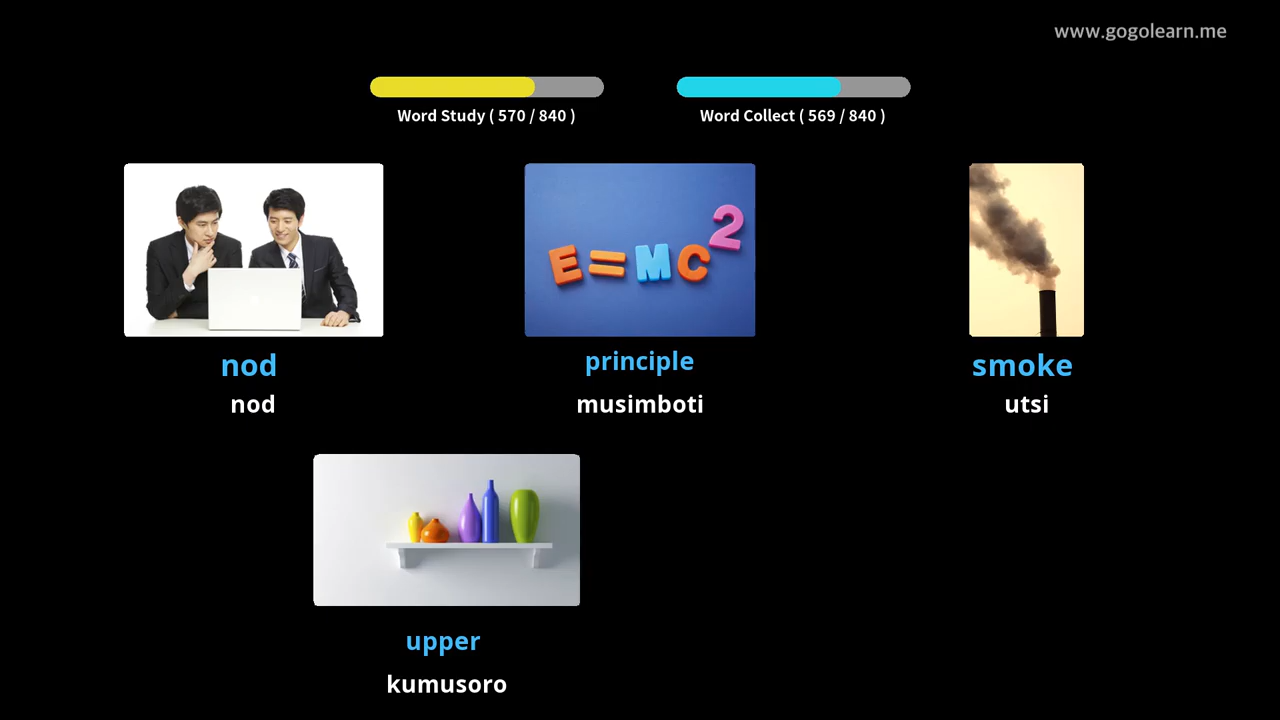 www.gogolearn.me
Word Study ( 570 / 840 )
Word Collect ( 569 / 840 )
E=MC2
nod
principle
smoke
nod
musimboti
utsi
upper
kumusoro